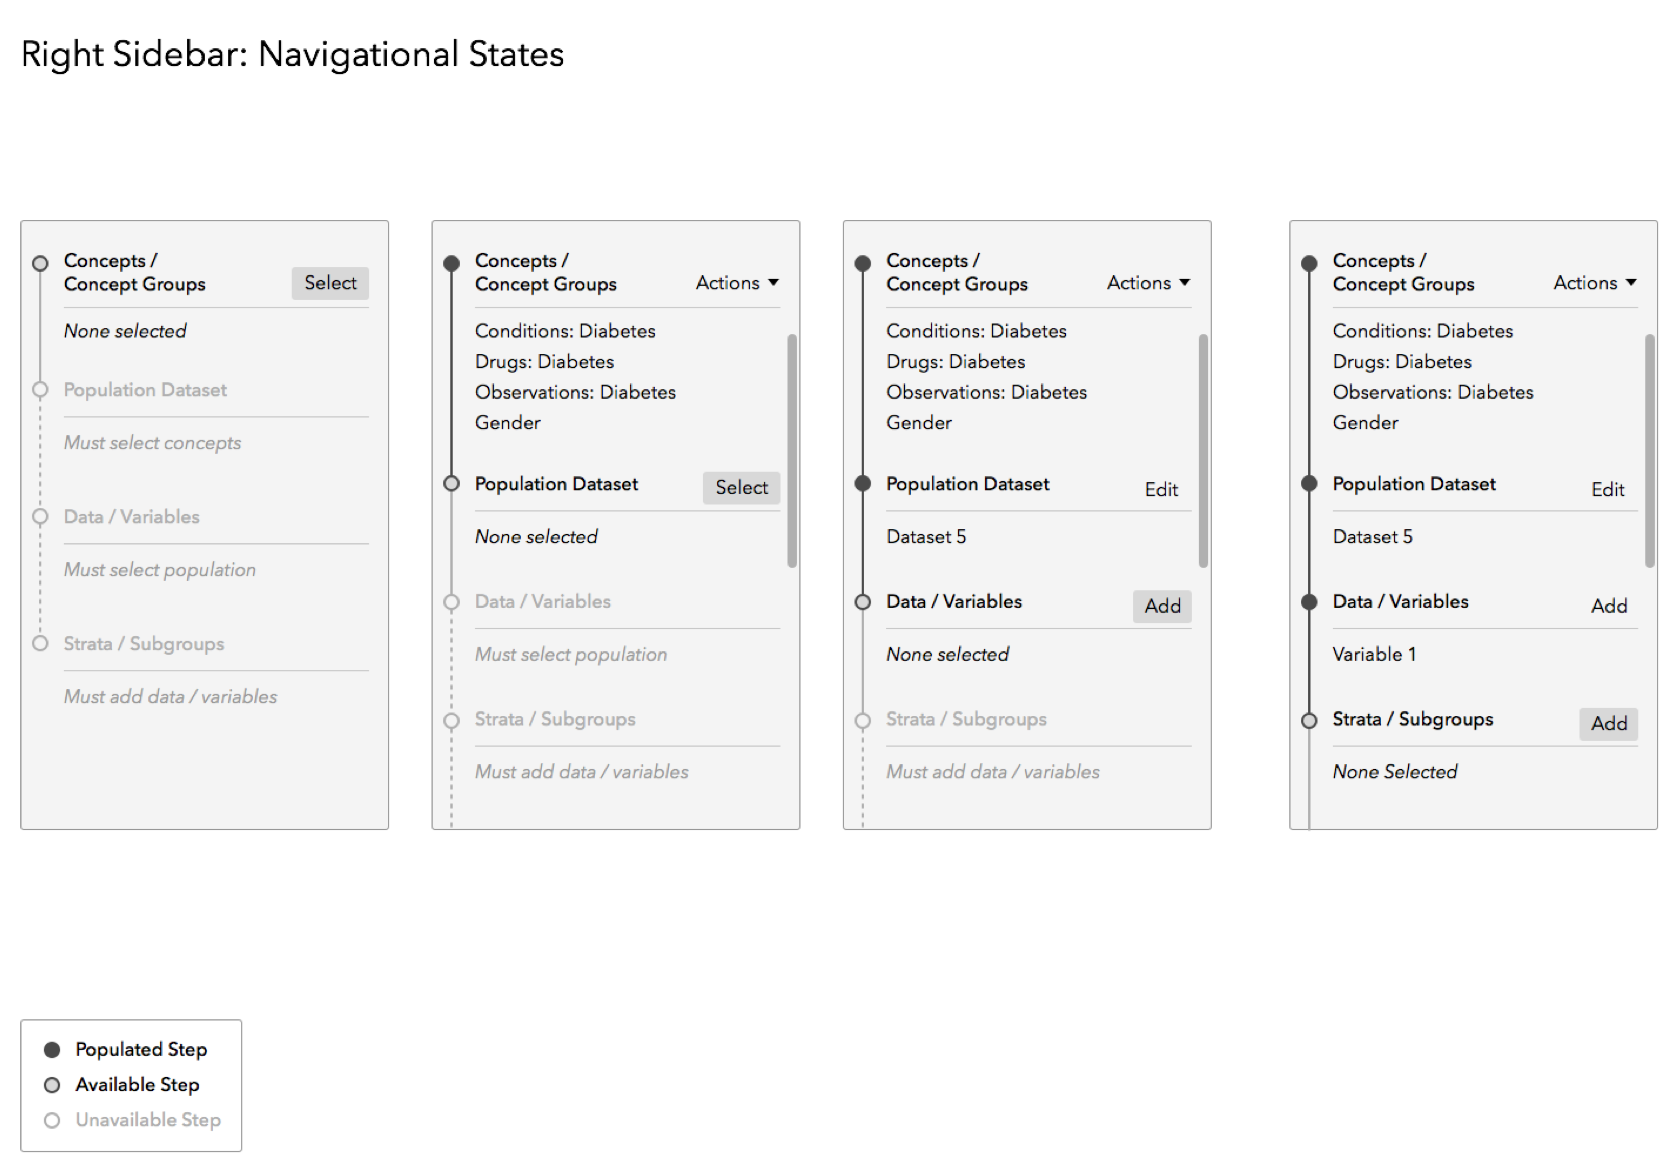 Right Sidebar: Navigational States
Concepts /
Concept Groups
Select
None selected
Population Dataset
Must select concepts
Data / Variables
Must select population
Strata / Subgroups
Must add data / variables
Concepts /
Concept Groups
Actions
Conditions: Diabetes
Drugs: Diabetes
Observations: Diabetes
Gender
Population Dataset
Select
None selected
Data / Variables
Must select population
Strata / Subgroups
Must add data / variables
Concepts /
Concept Groups
Actions
Conditions: Diabetes
Drugs: Diabetes
Observations: Diabetes
Gender
Population Dataset
Edit
Dataset 5
Data / Variables
Add
None selected
Strata / Subgroups
Must add data / variables
Concepts /
Concept Groups
Actions
Conditions: Diabetes
Drugs: Diabetes
Observations: Diabetes
Gender
Population Dataset
Edit
Dataset 5
Data / Variables
Add
Variable 1
Strata / Subgroups
Add
None Selected
Populated Step
Available Step
Unavailable Step